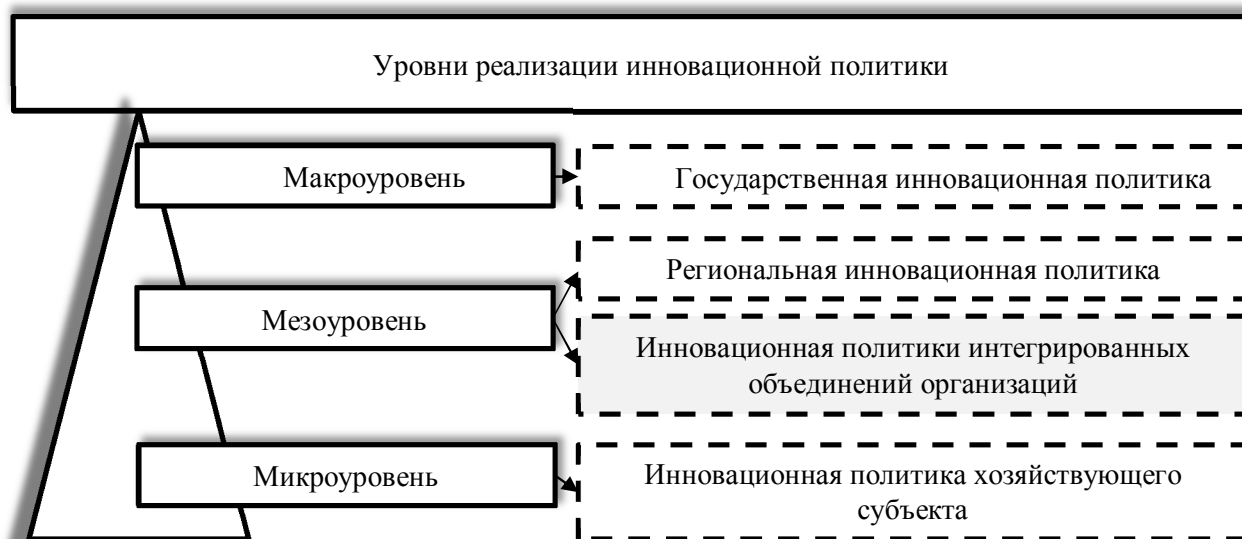 Уровни реализации инновационной политики
Макроуровень
Государственная инновационная политика
Мезоуровень
Региональная инновационная политика
Инновационная политики интегрированных
объединений организаций
Микроуровень
Инновационная политика хозяйствующего
субъекта